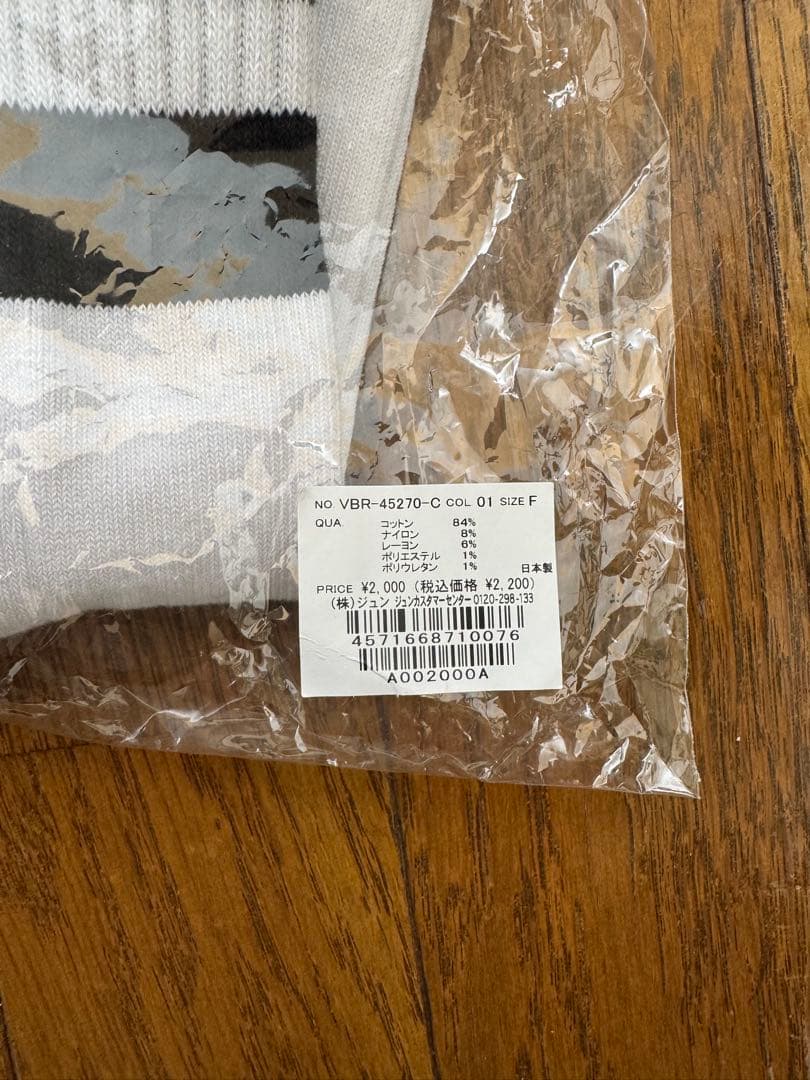 NO. VBR-45270-C COL 01 SIZE F
QUA. コットン 84%
ナイロン 8%
レーヨン 6%
ポリエステル 1%
ポリウレタン 1% 日本製
PRICE ¥2,000 (税込価格 ¥2,200)
(株)ジュン ジュンカスタマーセンター 0120-298-133
4571668710076
A002000A